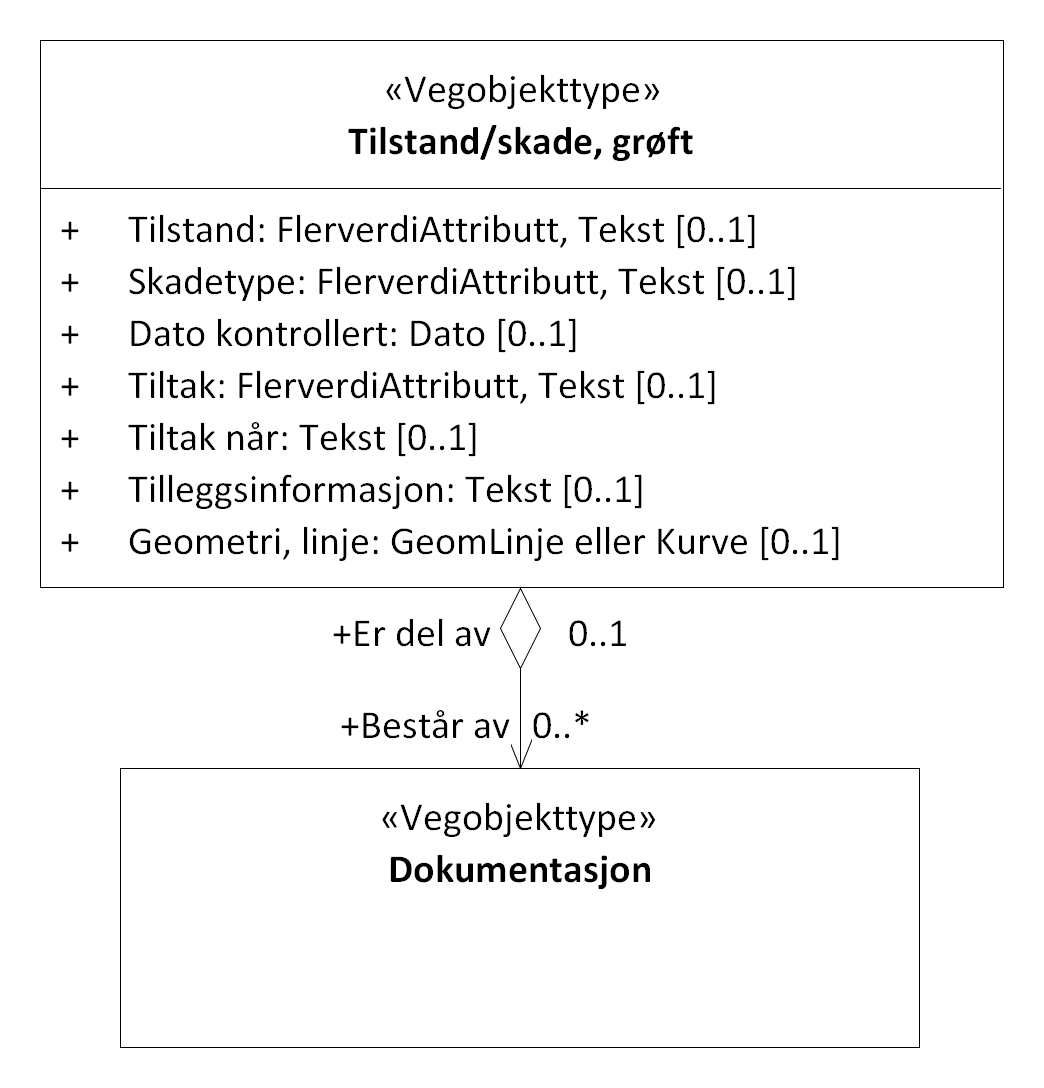 «Vegobjekttype»
Tilstand/skade, grøft
+ Tilstand: FlerverdiAttributt, Tekst [0..1]
+ Skadetype: FlerverdiAttributt, Tekst [0..1]
+ Dato kontrollert: Dato [0..1]
+ Tiltak: FlerverdiAttributt, Tekst [0..1]
+ Tiltak når: Tekst [0..1]
+ Tilleggsinformasjon: Tekst [0..1]
+ Geometri, linje: GeomLinje eller Kurve [0..1]
+Er del av 0..1
+Består av 0..*
«Vegobjekttype»
Dokumentasjon